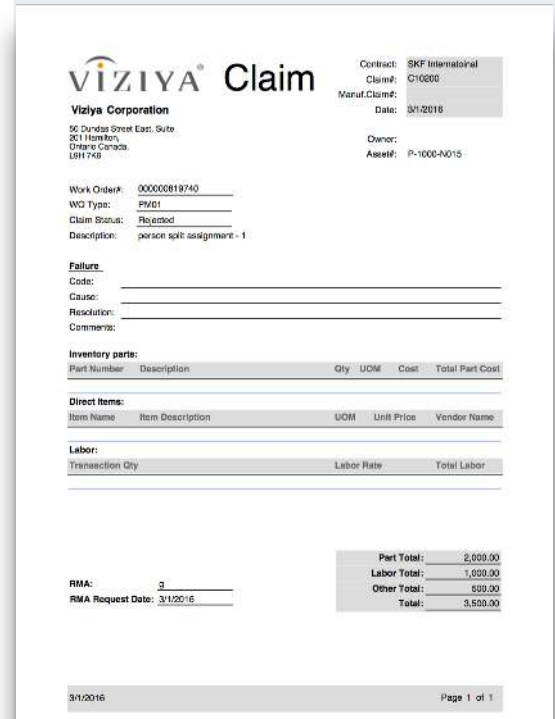 VIZIYA® Claim
Contract: SKF Internatoinal
Claim#: C10200
Manuf.Claim#:
Date: 3/1/2016
Viziya Corporation
50 Dundas Street East, Suite
201 Hamilton,
Ontario Canada,
L9H 7K6
Owner:
Asset#: P-1000-N015
Work Order#: 000000819740
WO Type: PM01
Claim Status: Rejected
Description: person split assignment - 1
Failure
Code:
Cause:
Resolution:
Comments:
Inventory parts:
Part Number Description Qty UOM Cost Total Part Cost
Direct Items:
Item Name Item Description UOM Unit Price Vendor Name
Labor:
Transaction Qty Labor Rate Total Labor
Part Total: 2,000.00
Labor Total: 1,000.00
Other Total: 500.00
Total: 3,500.00
RMA: g
RMA Request Date: 3/1/2016
3/1/2016 Page 1 of 1